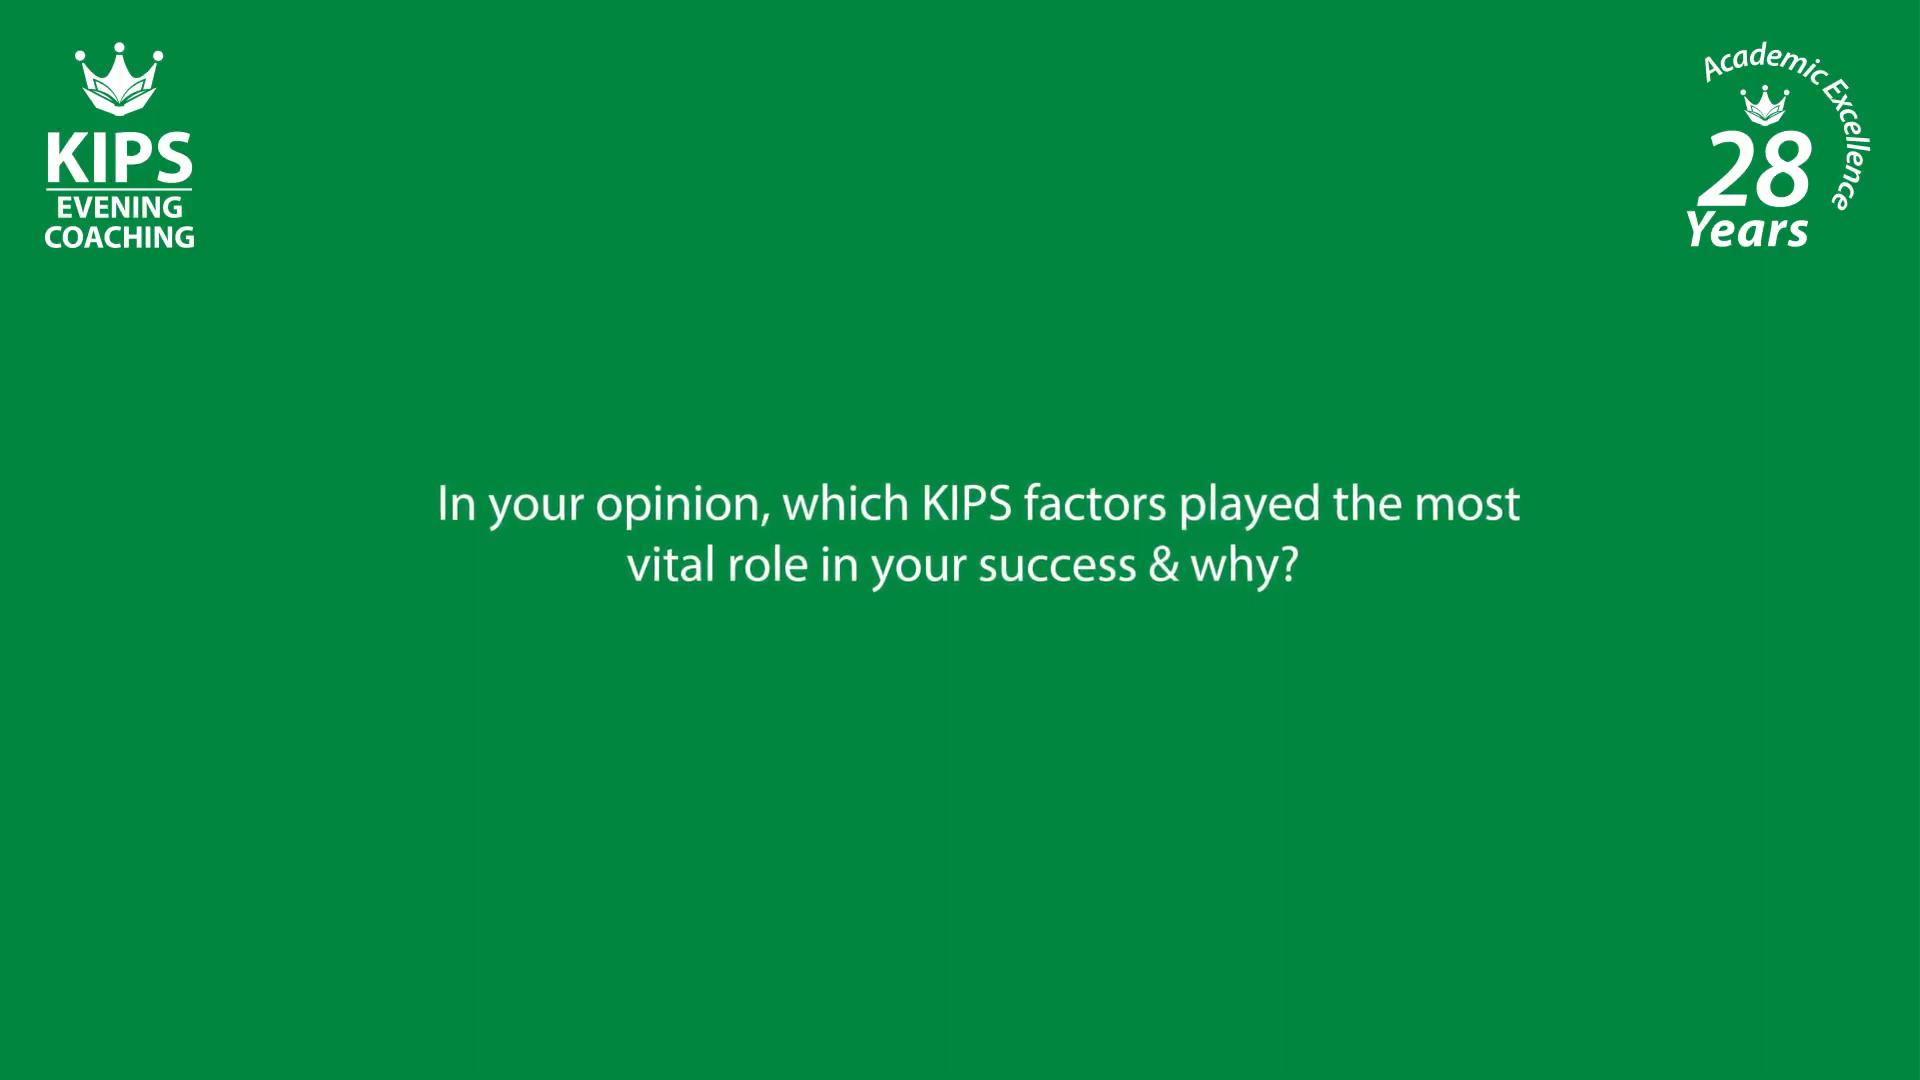 KIPS
EVENING
COACHING
Academic Excellence
28
Years
In your opinion, which KIPS factors played the most
vital role in your success & why?